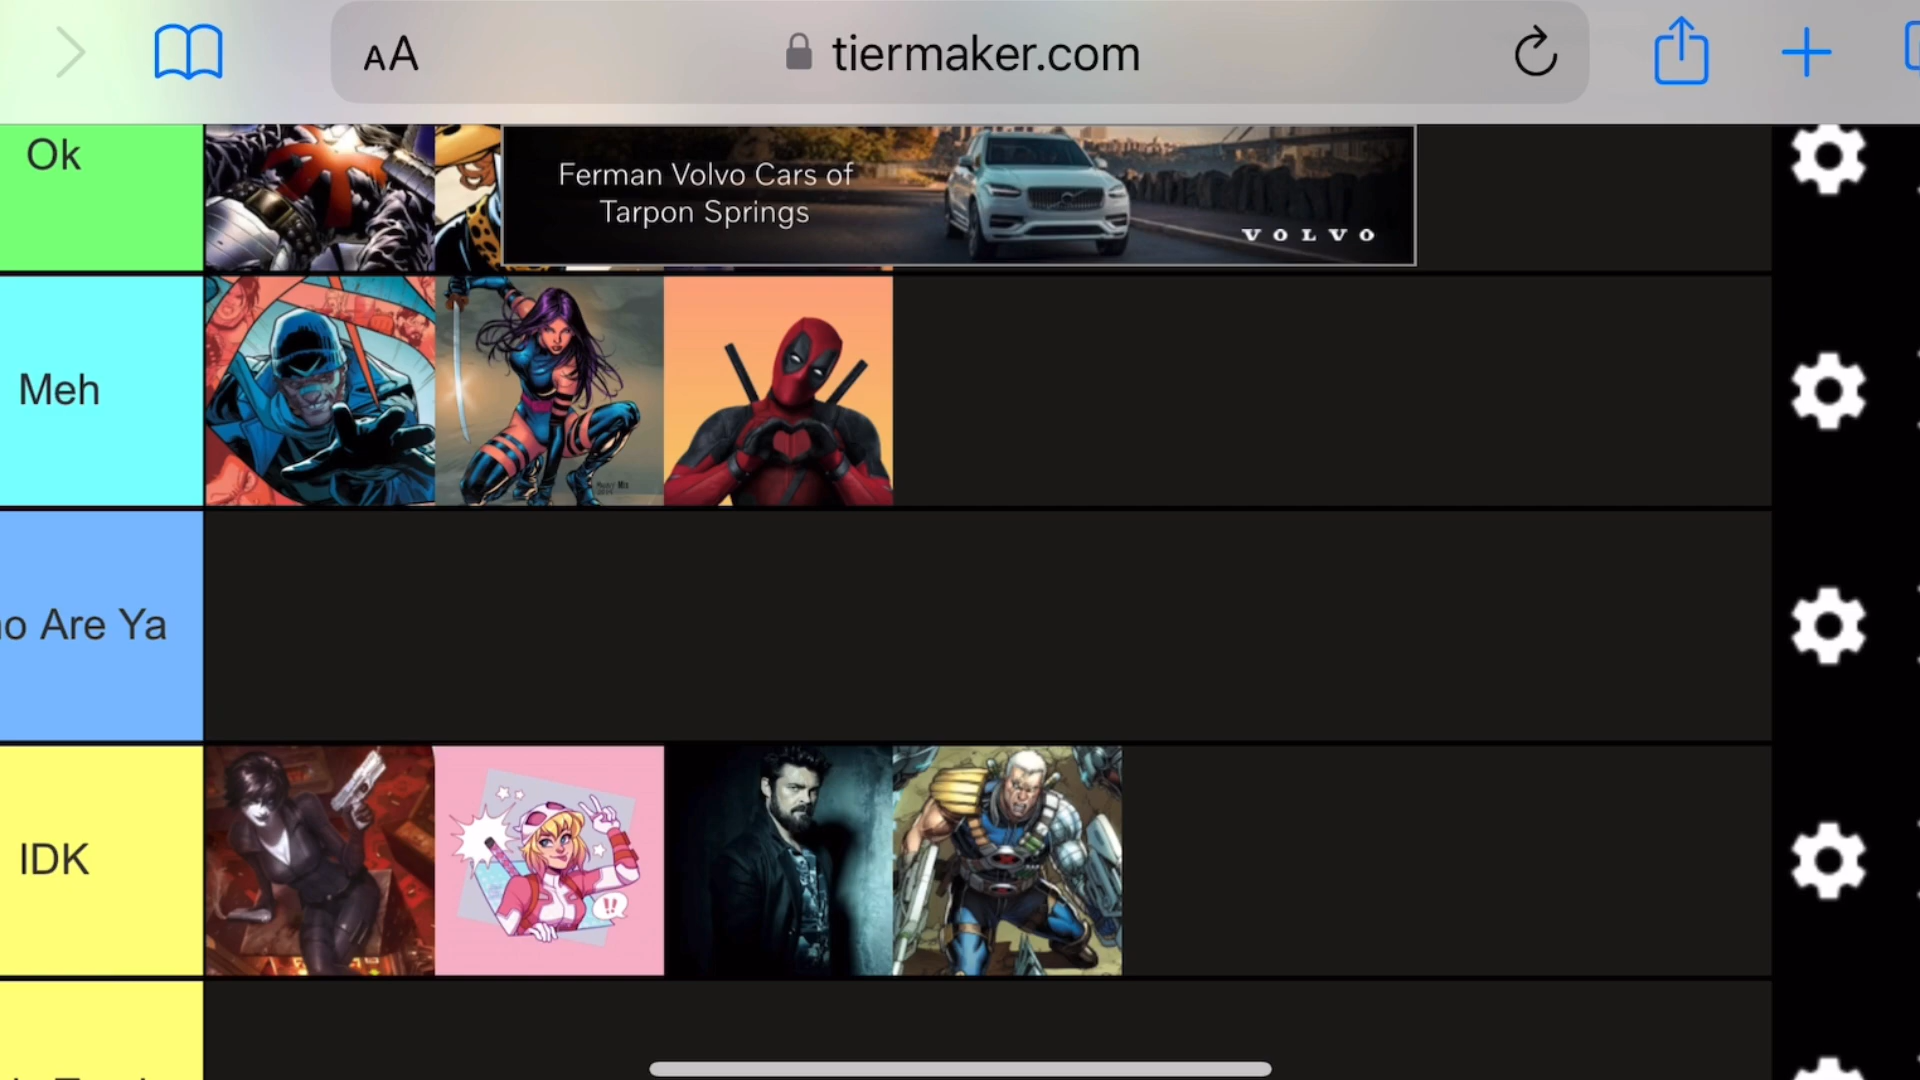 AA
tiermaker.com
Ok
Ferman Volvo Cars of
Tarpon Springs
VOLVO
Meh
o Are Ya
IDK
!!